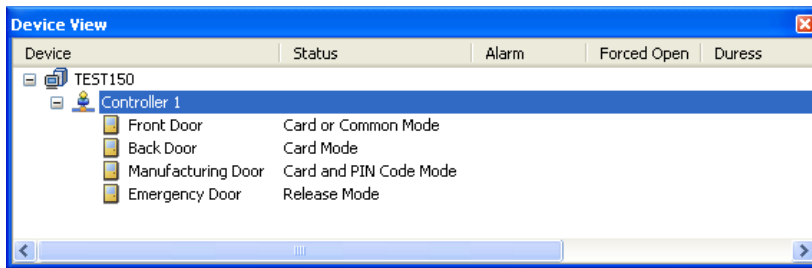 Device View
Device Status Alarm Forced Open Duress
TEST150
Controller 1
Front Door Card or Common Mode
Back Door Card Mode
Manufacturing Door Card and PIN Code Mode
Emergency Door Release Mode